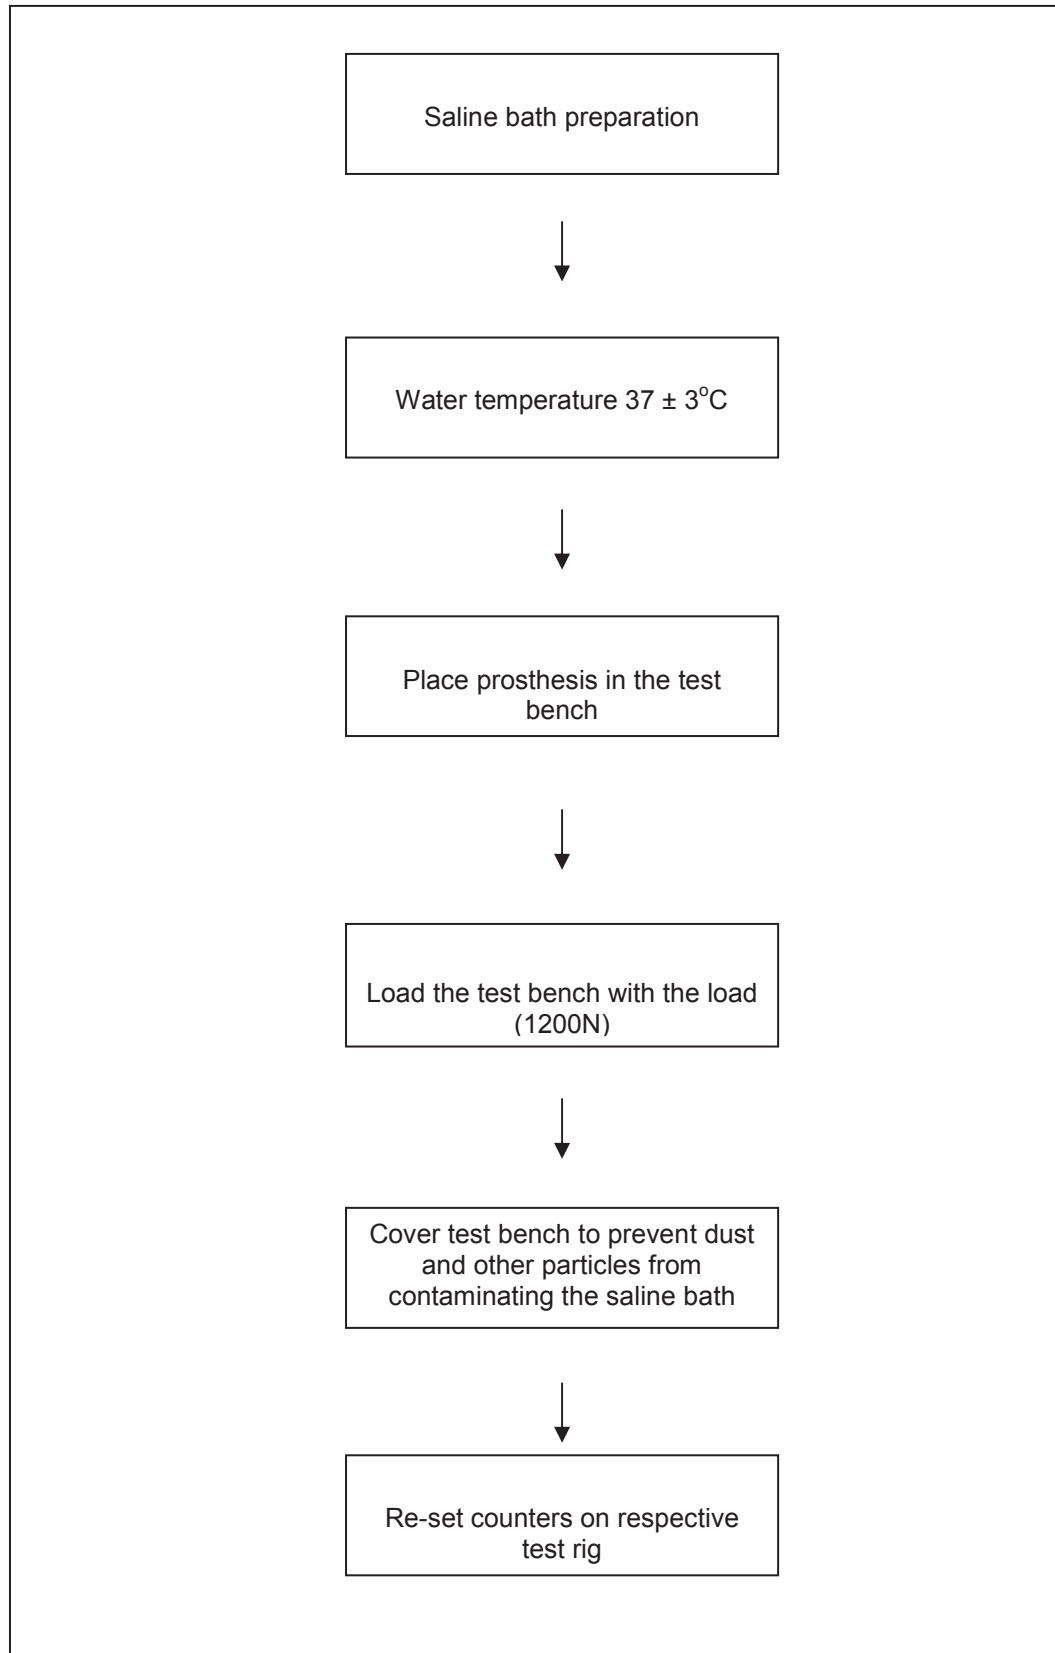 Saline bath preparation
Water temperature 37 ± 3°C
Place prosthesis in the test
bench
Load the test bench with the load
(1200N)
Cover test bench to prevent dust
and other particles from
contaminating the saline bath
Re-set counters on respective
test rig